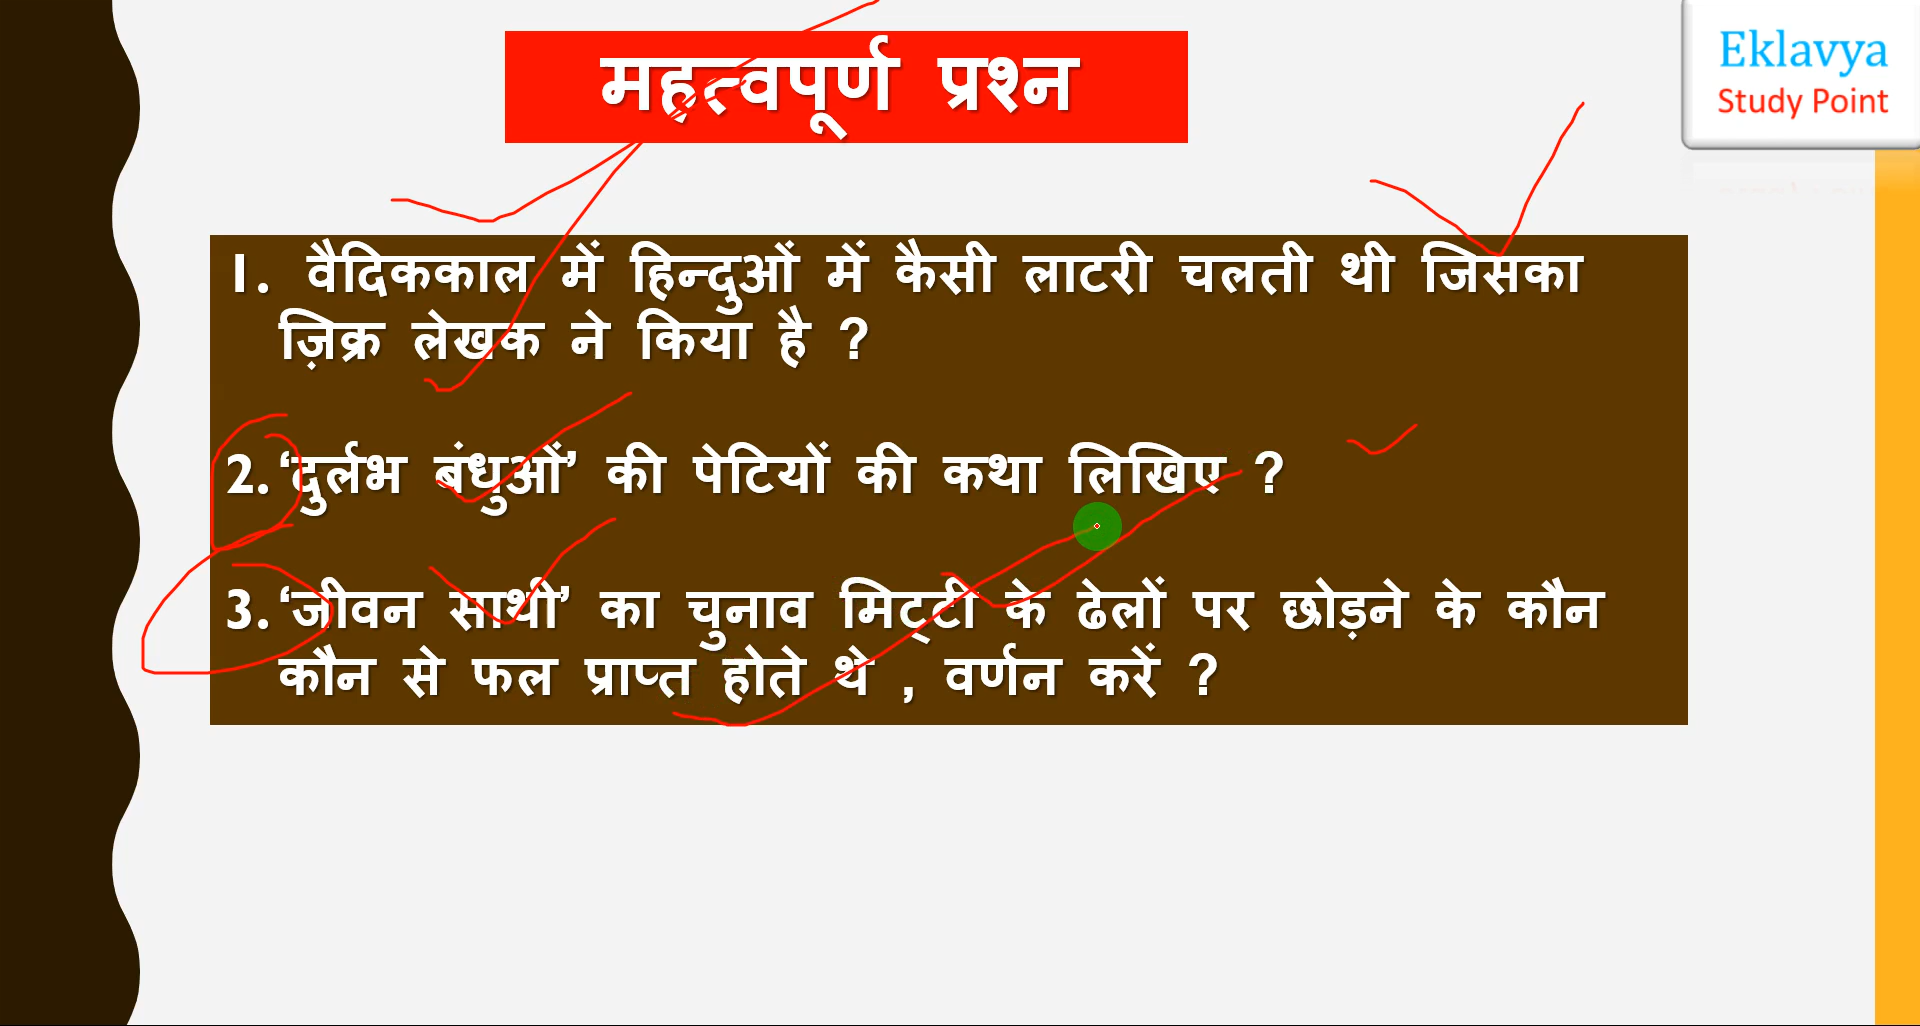 महत्वपूर्ण प्रश्न
Eklavya
Study Point
1. वैदिककाल में हिन्दुओं में कैसी लाटरी चलती थी जिसका
ज़िक्र लेखक ने किया है ?
2. ‘दुर्लभ बंधुओं’ की पेटियों की कथा लिखिए ?
3. ‘जीवन साथी’ का चुनाव मिट्टी के ढेलों पर छोड़ने के कौन
कौन से फल प्राप्त होते थे , वर्णन करें ?